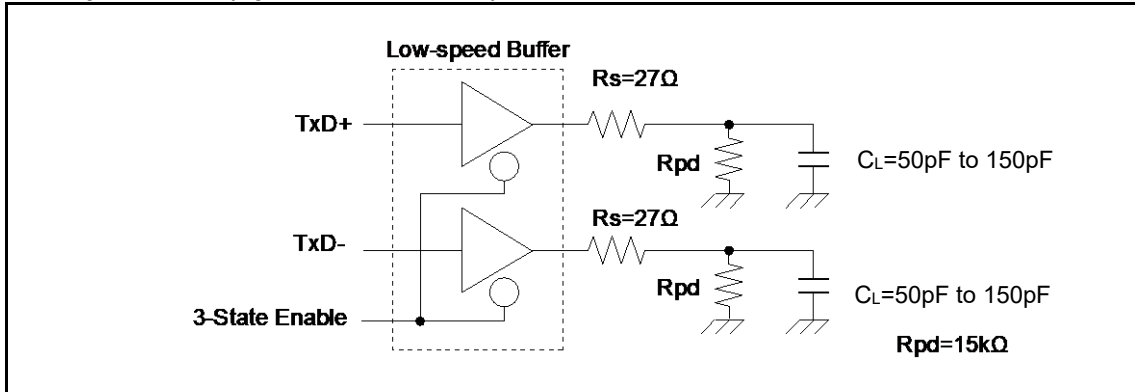 Low-speed Buffer
Rs=27Ω
TxD+
Rpd
CL=50pF to 150pF
Rs=27Ω
TxD-
Rpd
CL=50pF to 150pF
3-State Enable
Rpd=15kΩ